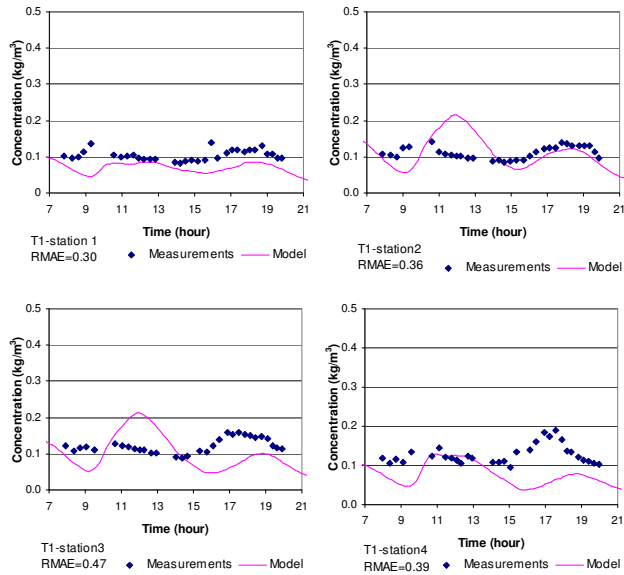 Concentration (kg/m³)
0.5
0.4
0.3
0.2
0.1
0
7 9 11 13 15 17 19 21
Time (hour)
T1-station 1
RMAE=0.30
Measurements Model
Concentration (kg/m³)
0.5
0.4
0.3
0.2
0.1
0.0
7 9 11 13 15 17 19 21
Time (hour)
T1-station2
RMAE=0.36
Measurements Model
Concentration (kg/m³)
0.5
0.4
0.3
0.2
0.1
0.0
7 9 11 13 15 17 19 21
Time (hour)
T1-station3
RMAE=0.47
Measurements Model
Concentration (kg/m³)
0.5
0.4
0.3
0.2
0.1
0.0
7 9 11 13 15 17 19 21
Time (hour)
T1-station4
RMAE=0.39
Measurements Model